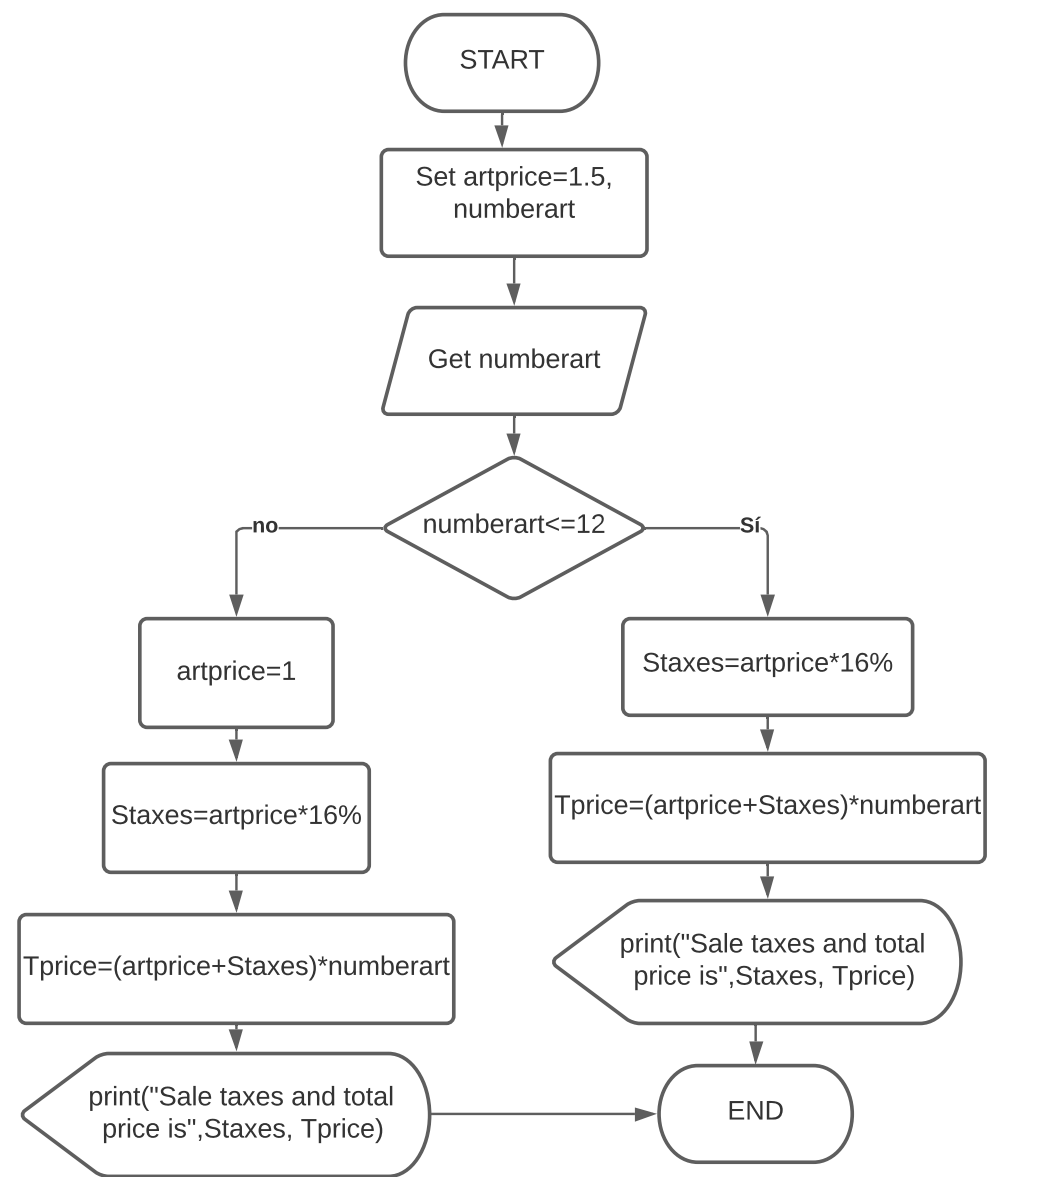 START
Set artprice=1.5,
numberart
Get numberart
numberart<=12
no
Sí
artprice=1
Staxes=artprice*16%
Tprice=(artprice+Staxes)*numberart
print("Sale taxes and total
price is",Staxes, Tprice)
Staxes=artprice*16%
Tprice=(artprice+Staxes)*numberart
print("Sale taxes and total
price is",Staxes, Tprice)
END